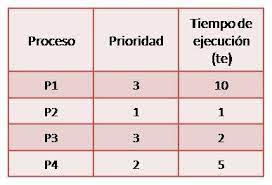 Proceso Prioridad Tiempo de
ejecución
(te)
P1 3 10
P2 1 1
P3 3 2
P4 2 5